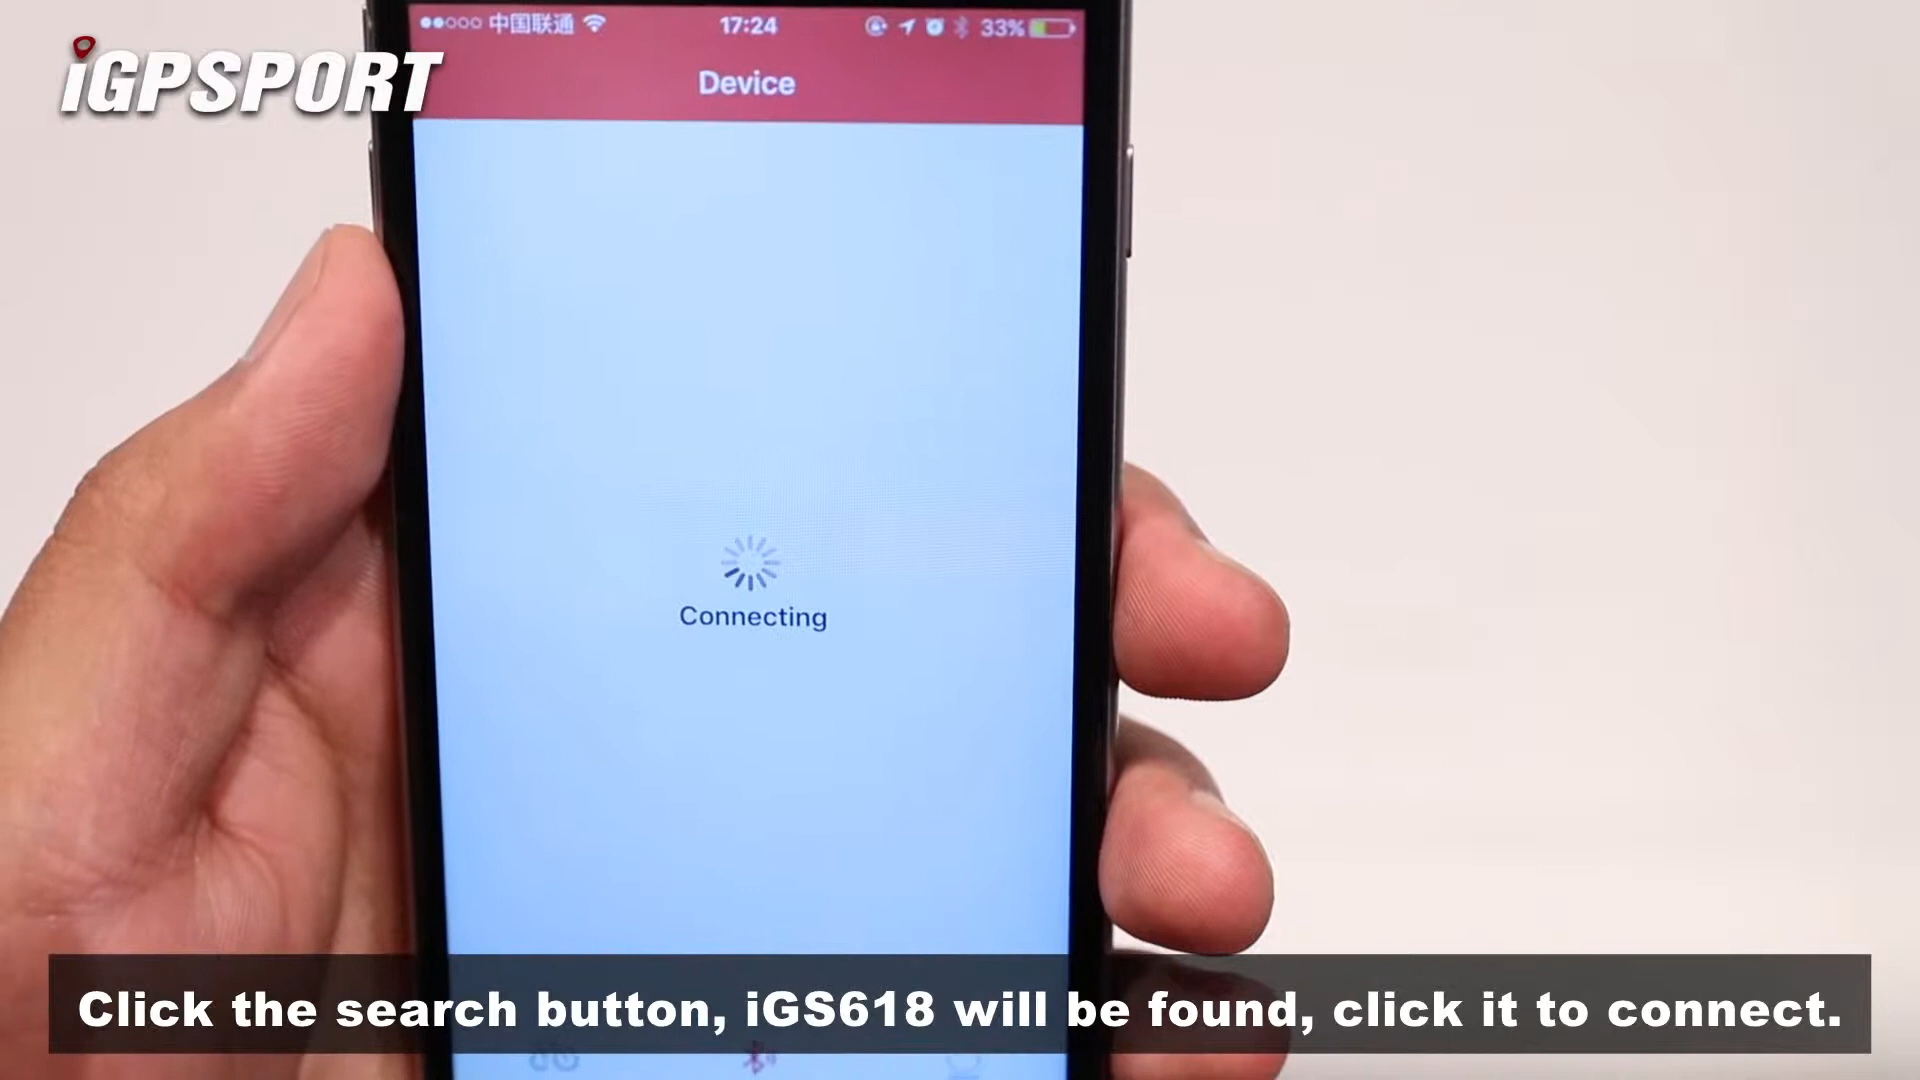 中国联通 17:24 33%
iGPSPORT
Device
Connecting
Click the search button, iGS618 will be found, click it to connect.